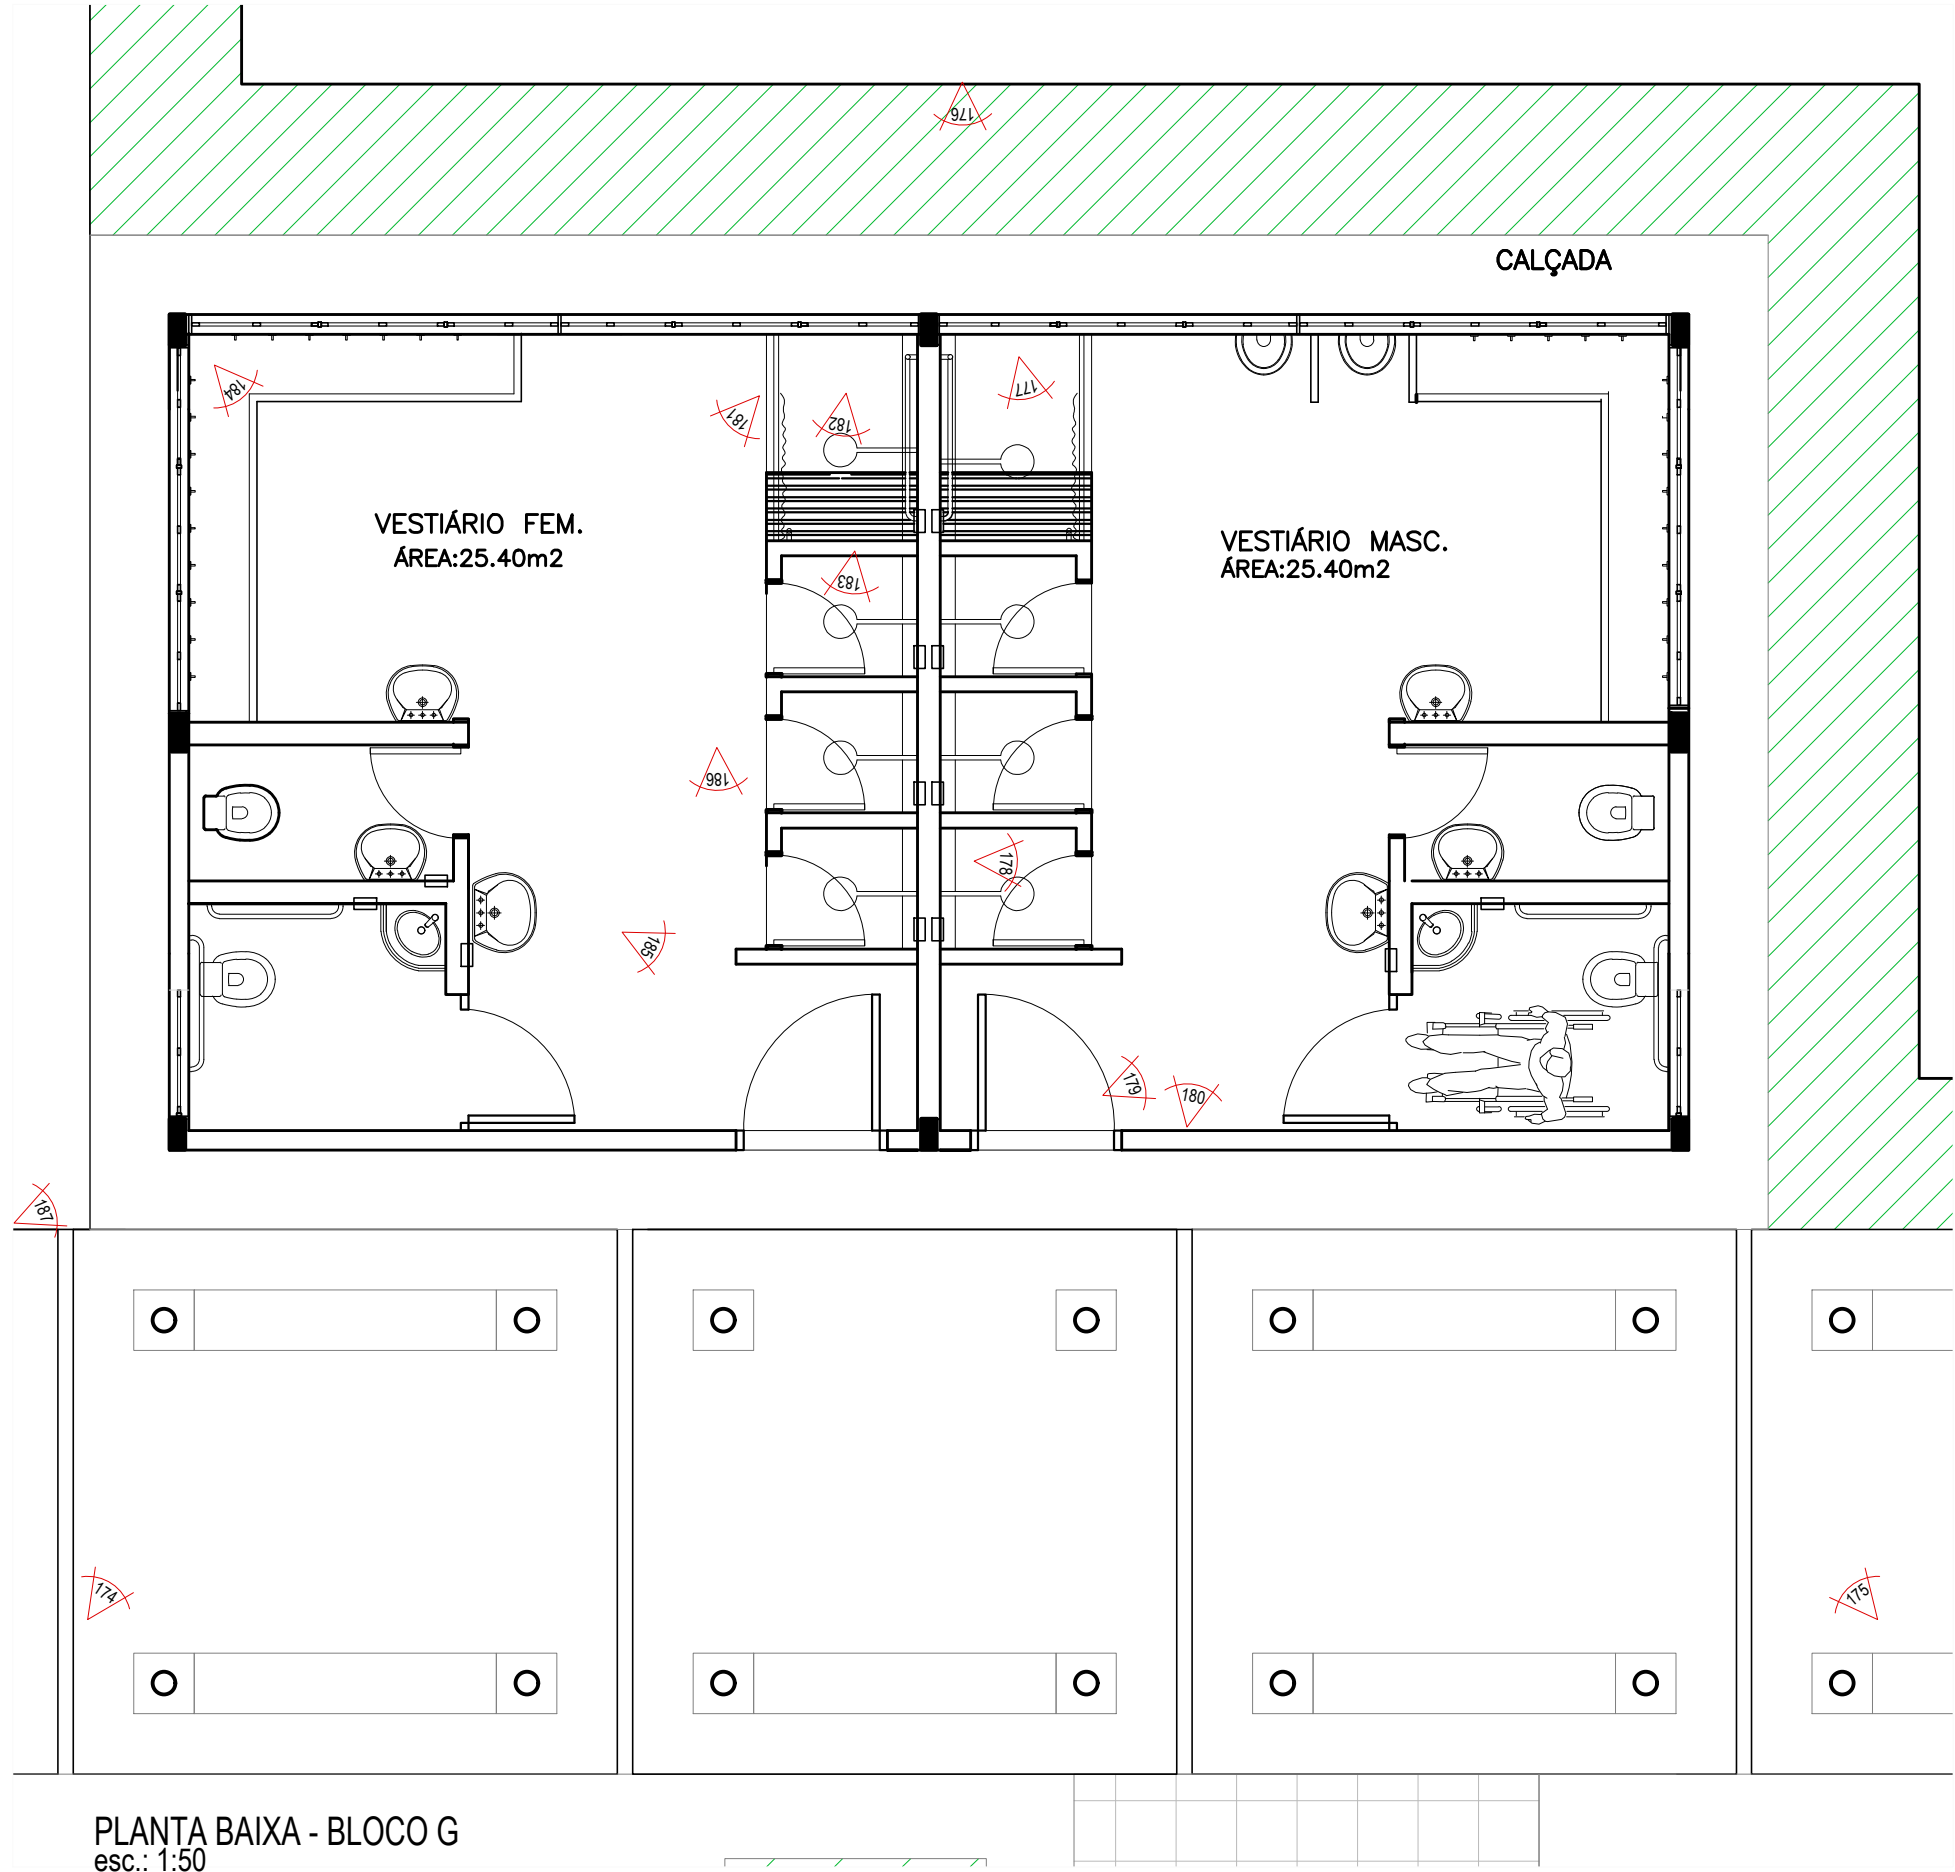 176
CALÇADA
184
181
182
177
VESTIÁRIO FEM.
ÁREA:25.40m2
VESTIÁRIO MASC.
ÁREA:25.40m2
183
186
178
185
179
180
187
174
175
PLANTA BAIXA - BLOCO G
esc.: 1:50